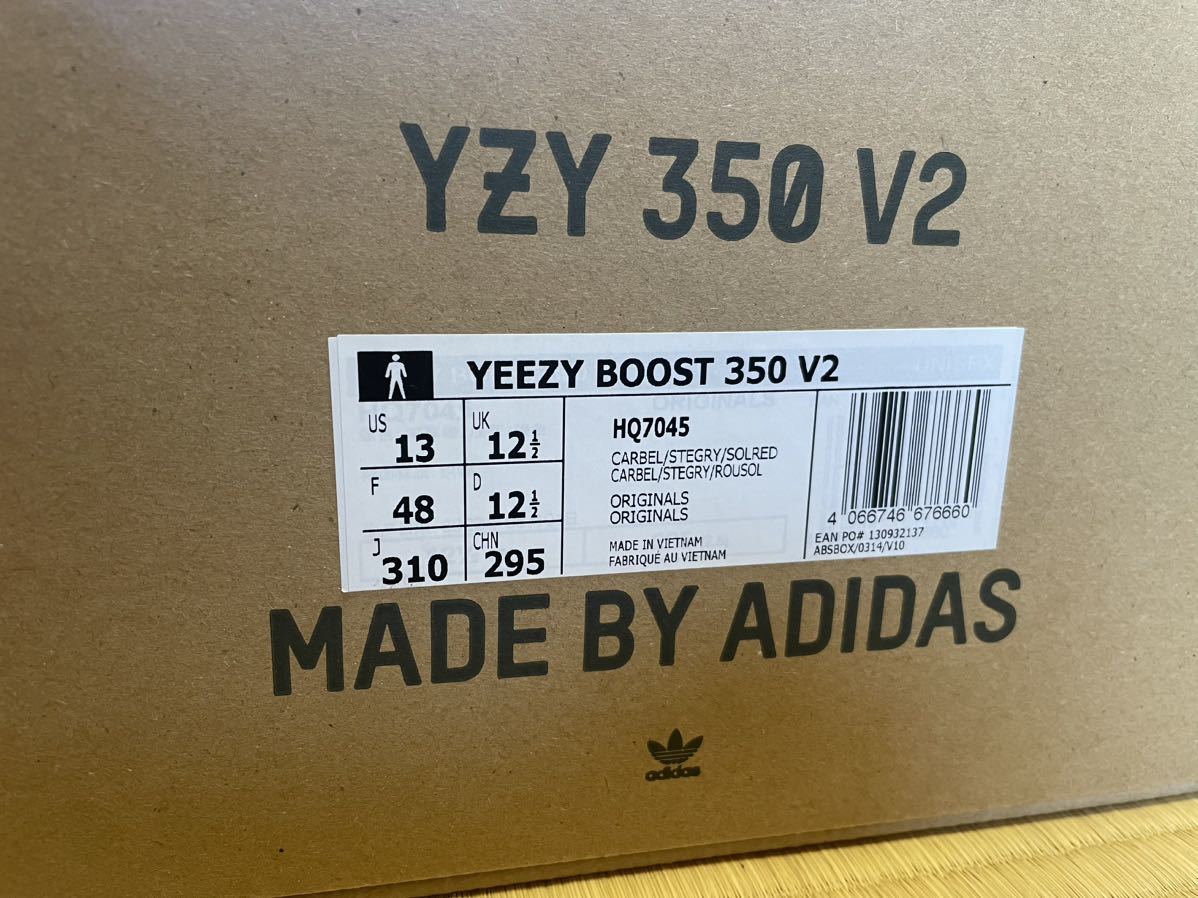 YZY 350 V2
YEEZY BOOST 350 V2
US 13
UK 12½
F 48
D 12½
J 310
CHN 295
HQ7045
CARBEL/STEGRY/SOLRED
CARBEL/STEGRY/ROUSOL
ORIGINALS
ORIGINALS
MADE IN VIETNAM
FABRIQUÉ AU VIETNAM
4 066746 676660
EAN PO# 130932137
ABSBOX/0314/V10
MADE BY ADIDAS
adidas